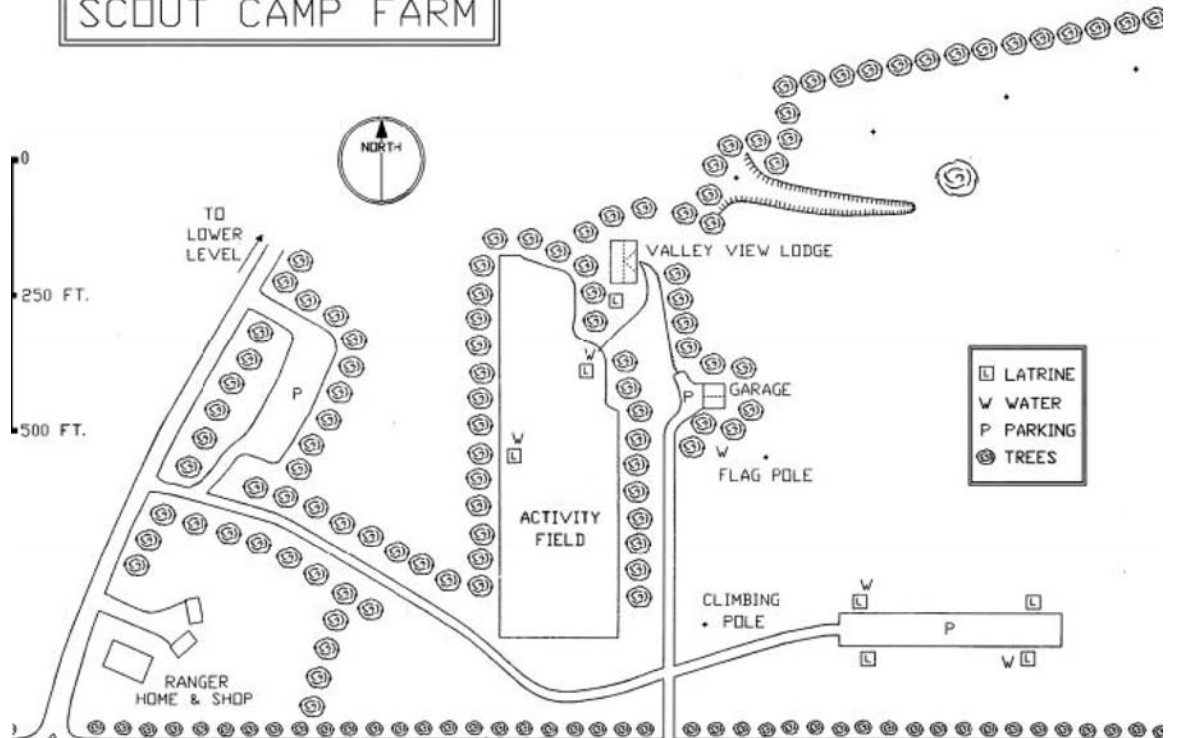 SCOUT CAMP FARM
NORTH
0
250 FT.
500 FT.
TO
LOWER
LEVEL
VALLEY VIEW LODGE
L
W
L
P
P
GARAGE
W
L
W
FLAG POLE
ACTIVITY
FIELD
L LATRINE
W WATER
P PARKING
TREES
CLIMBING
POLE
W
L
L
P
L
W L
RANGER
HOME & SHOP